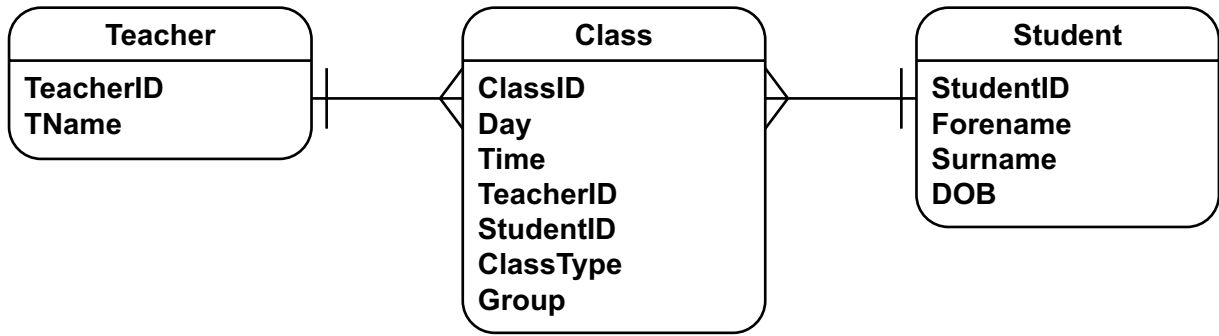 Teacher
TeacherID
TName
Class
ClassID
Day
Time
TeacherID
StudentID
ClassType
Group
Student
StudentID
Forename
Surname
DOB